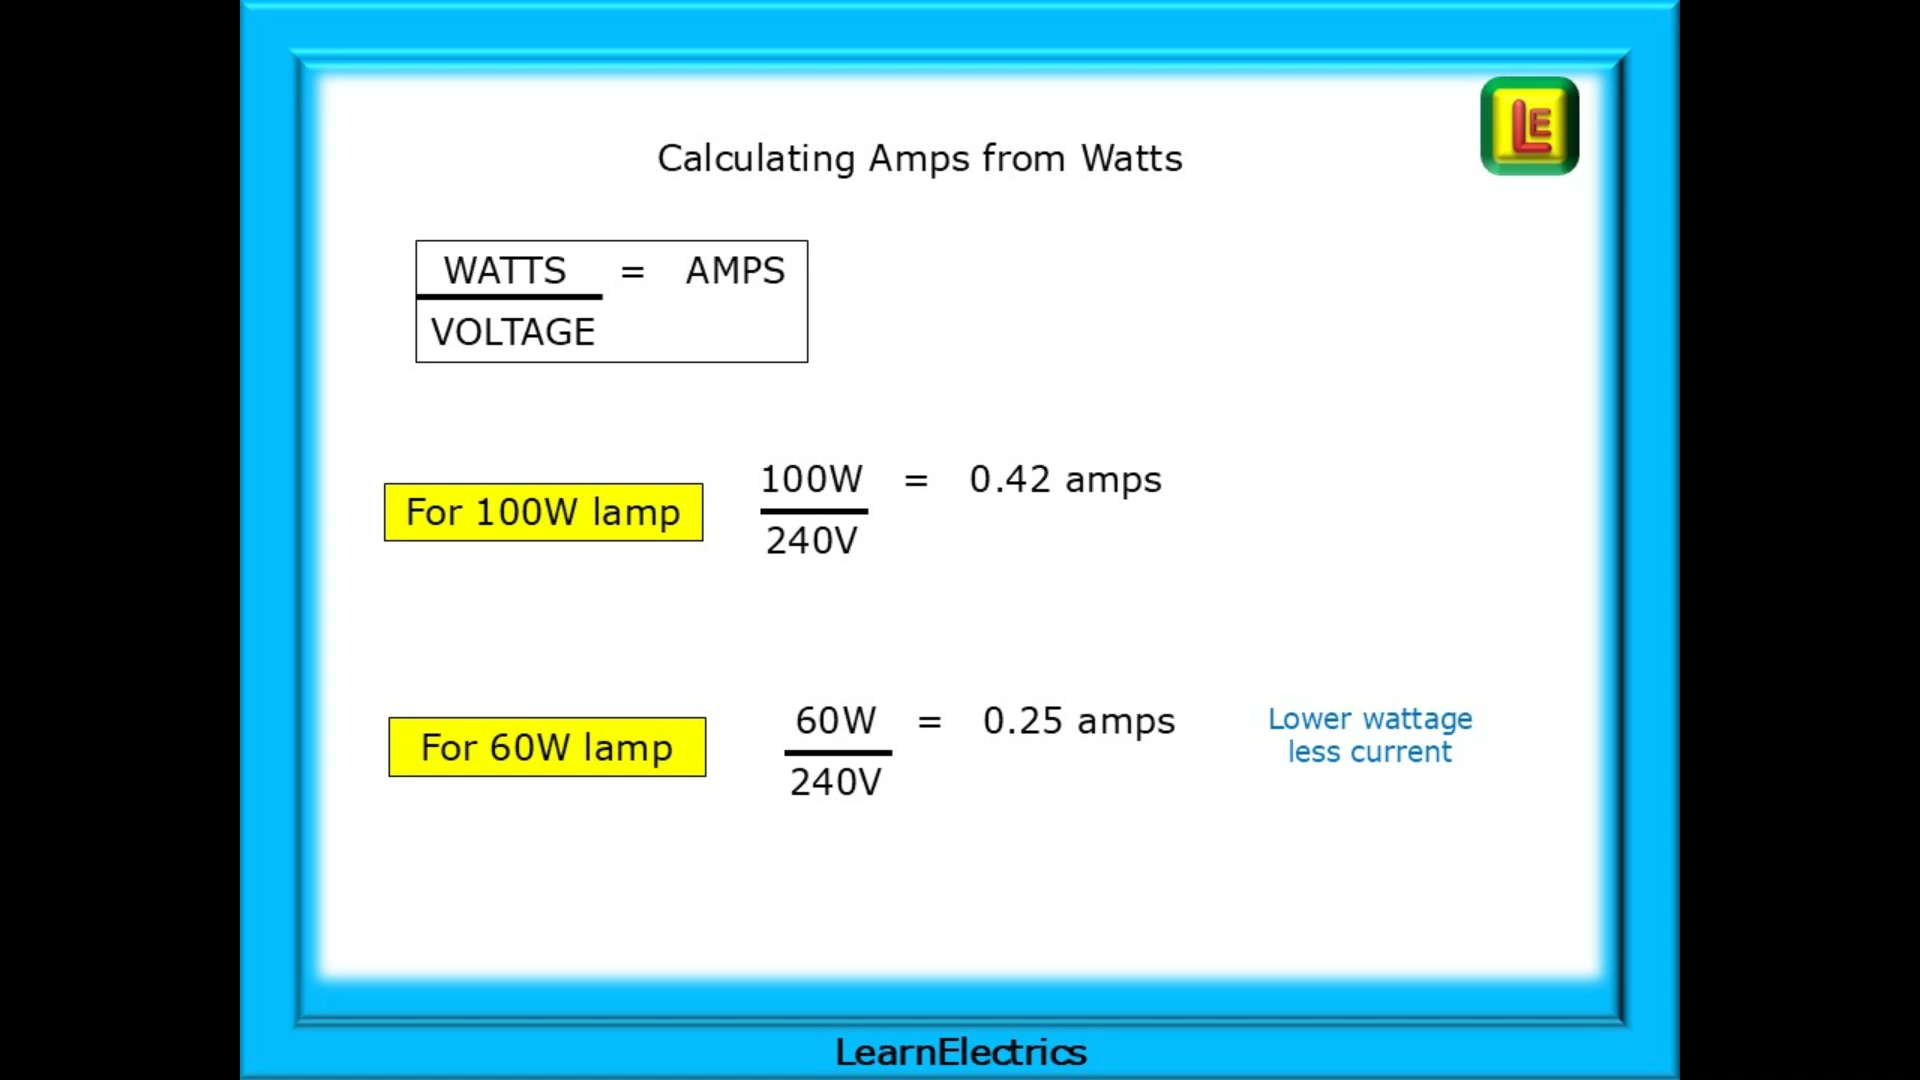 LE
Calculating Amps from Watts
WATTS = AMPS
VOLTAGE
For 100W lamp
100W = 0.42 amps
240V
For 60W lamp
60W = 0.25 amps
240V
Lower wattage
less current
LearnElectrics